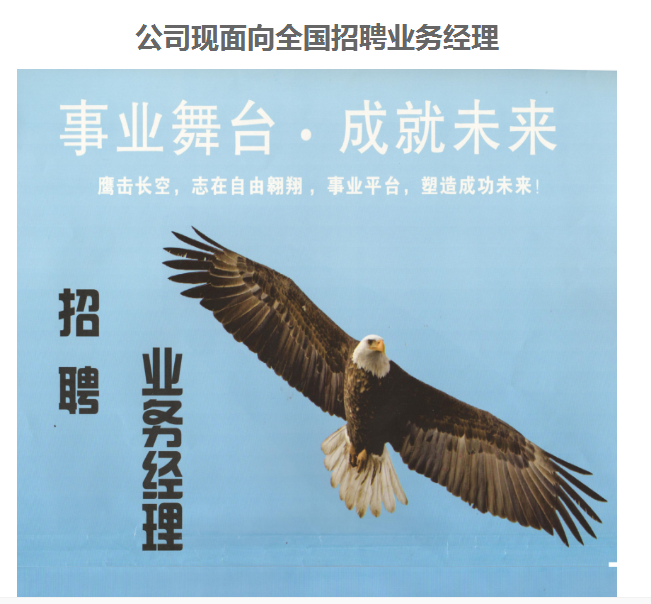 公司现面向全国招聘业务经理
事业舞台·成就未来
鹰击长空，志在自由翱翔，事业平台，塑造成功未来!
招聘
业务经理